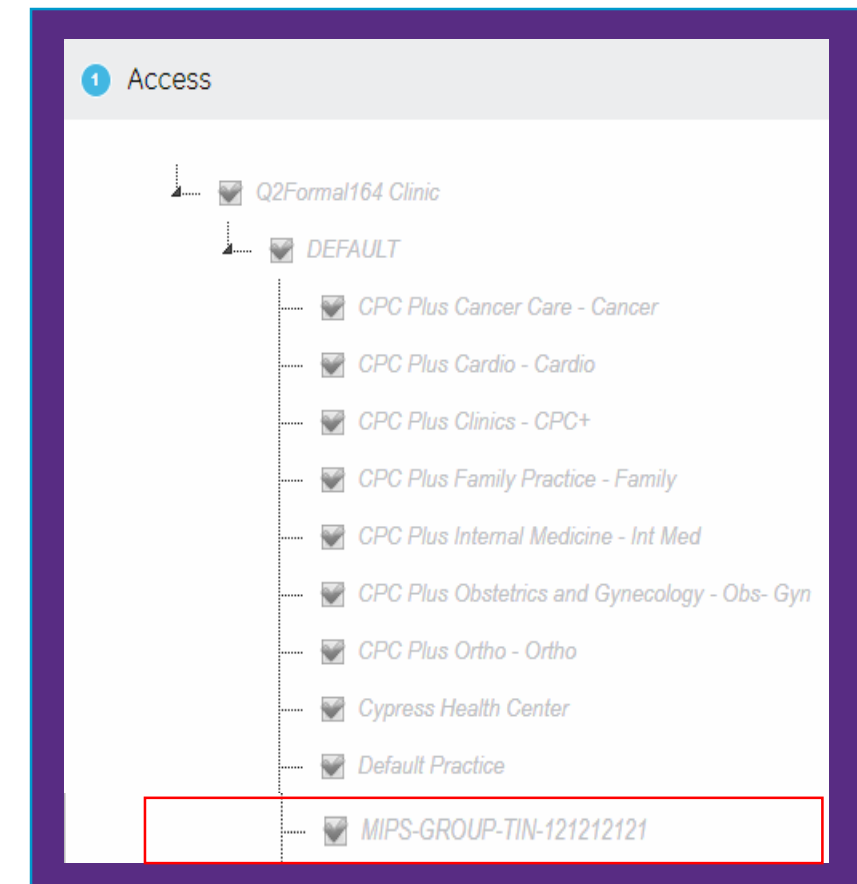 1 Access
Q2Formal164 Clinic
DEFAULT
CPC Plus Cancer Care - Cancer
CPC Plus Cardio - Cardio
CPC Plus Clinics - CPC+
CPC Plus Family Practice - Family
CPC Plus Internal Medicine - Int Med
CPC Plus Obstetrics and Gynecology - Obs- Gyn
CPC Plus Ortho - Ortho
Cypress Health Center
Default Practice
MIPS-GROUP-TIN-121212121